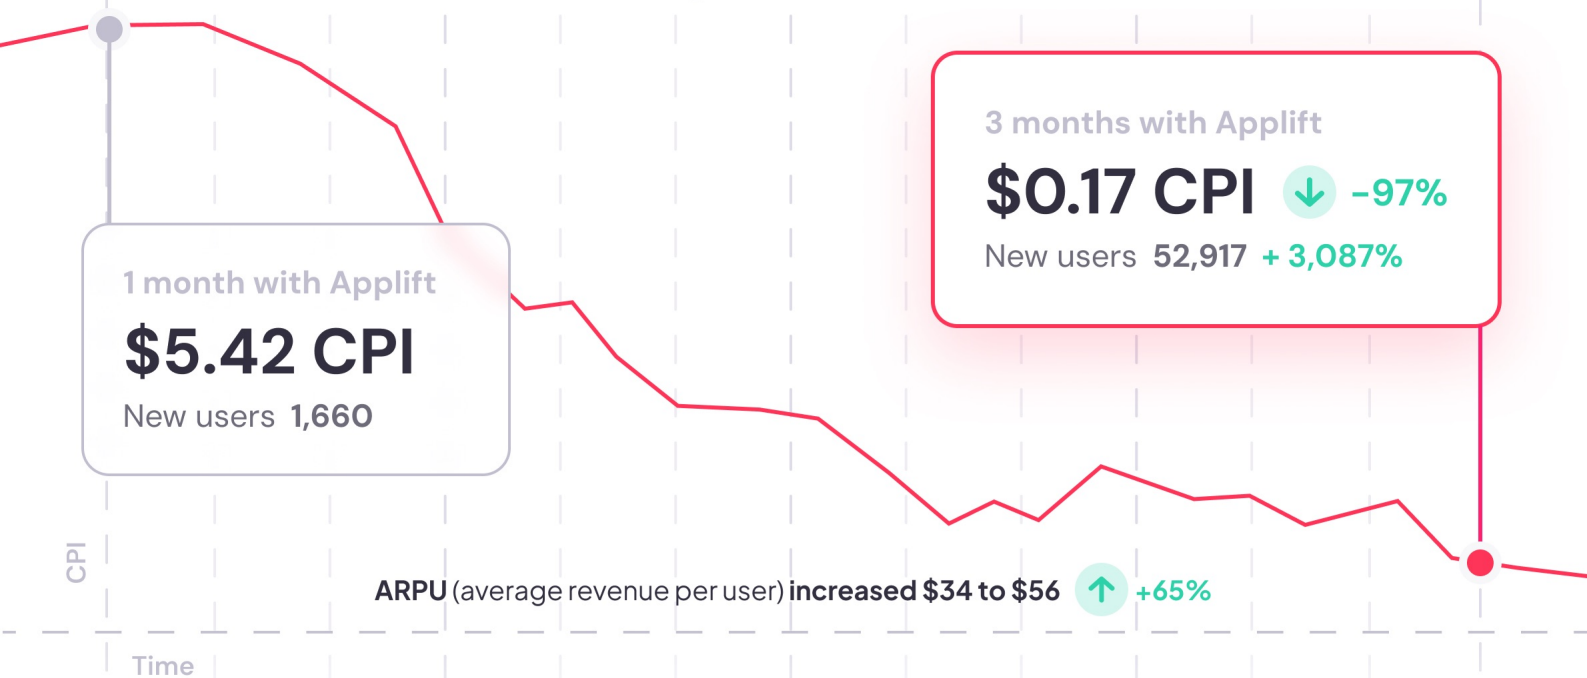 1 month with Applift
$5.42 CPI
New users 1,660
3 months with Applift
$0.17 CPI -97%
New users 52,917 + 3,087%
CPI
ARPU (average revenue per user) increased $34 to $56 +65%
Time